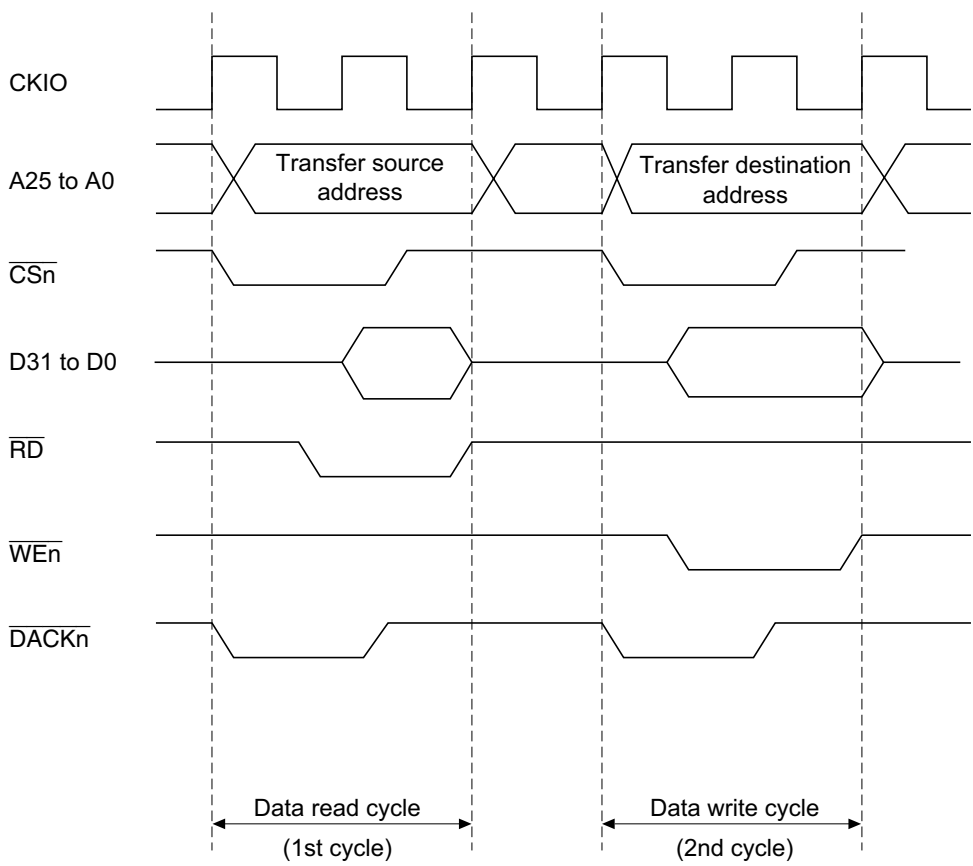 CKIO
A25 to A0
Transfer source
address
Transfer destination
address
CSn
D31 to D0
RD
WEn
DACKn
Data read cycle
(1st cycle)
Data write cycle
(2nd cycle)